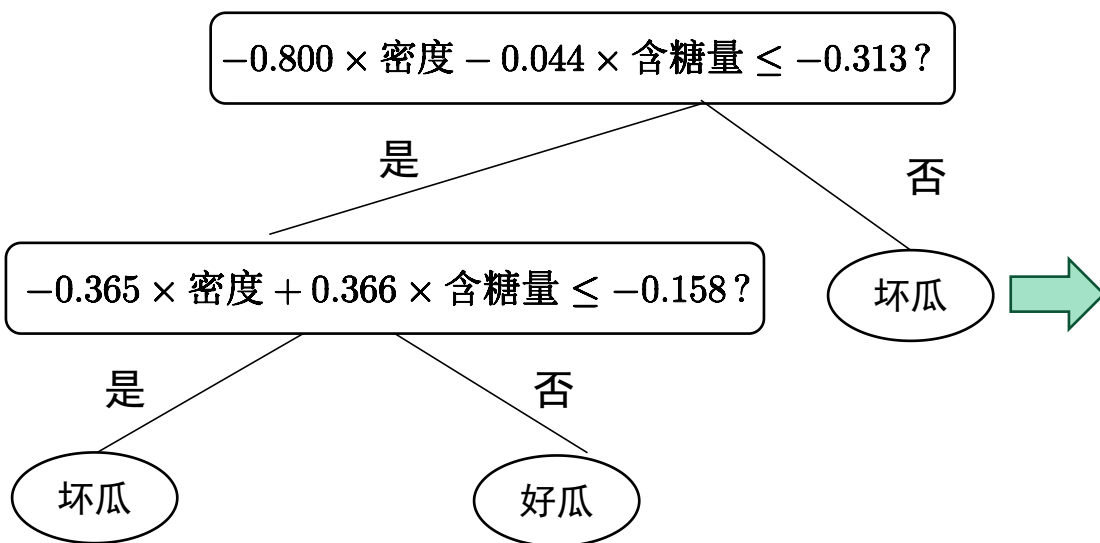 −0.800 × 密度 − 0.044 × 含糖量 ≤ −0.313?
是
否
−0.365 × 密度 + 0.366 × 含糖量 ≤ −0.158?
坏瓜
是
否
坏瓜
好瓜